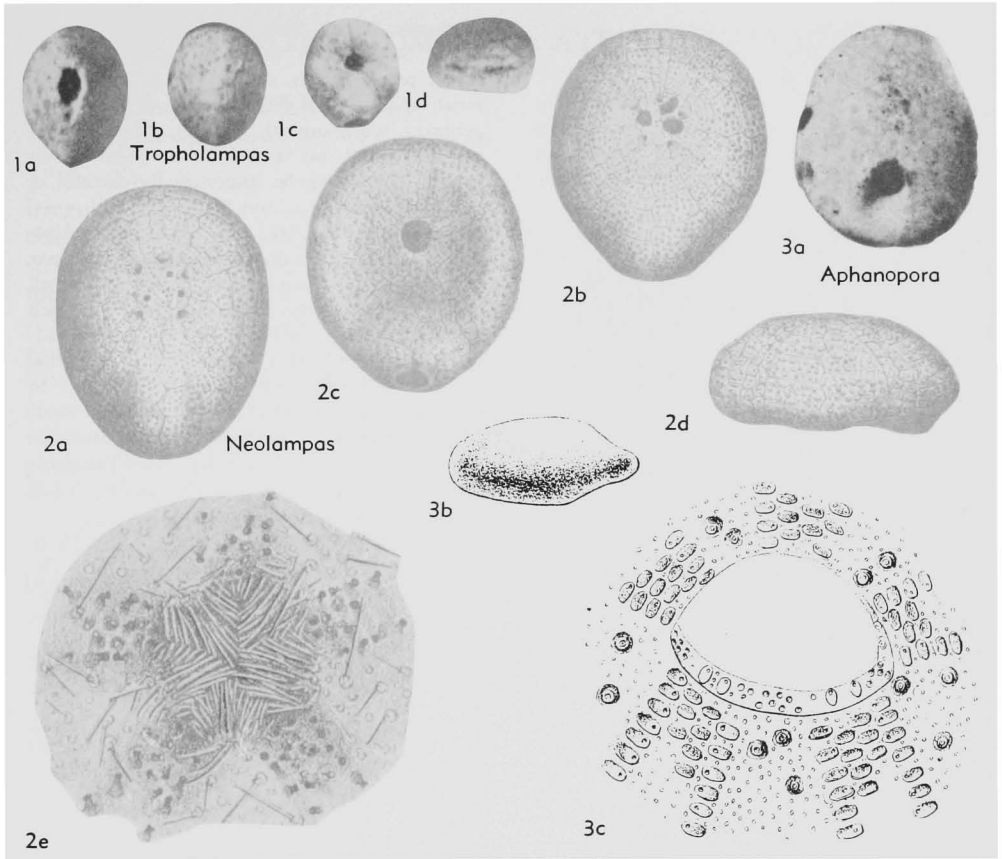 1a
1b
1c
1d
Tropholampas
2a
Neolampas
2b
2c
2d
2e
3a
Aphanopora
3b
3c